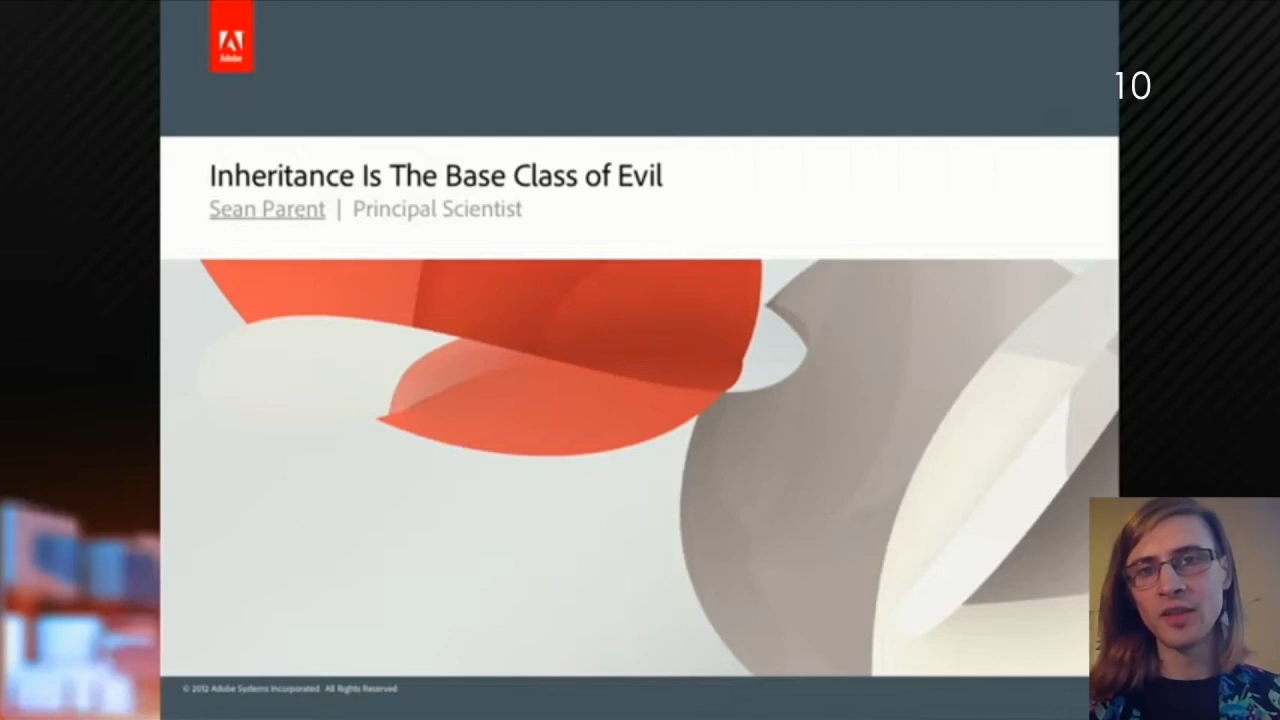 Adobe
10
Inheritance Is The Base Class of Evil
Sean Parent | Principal Scientist
© 2012 Adobe Systems Incorporated. All Rights Reserved